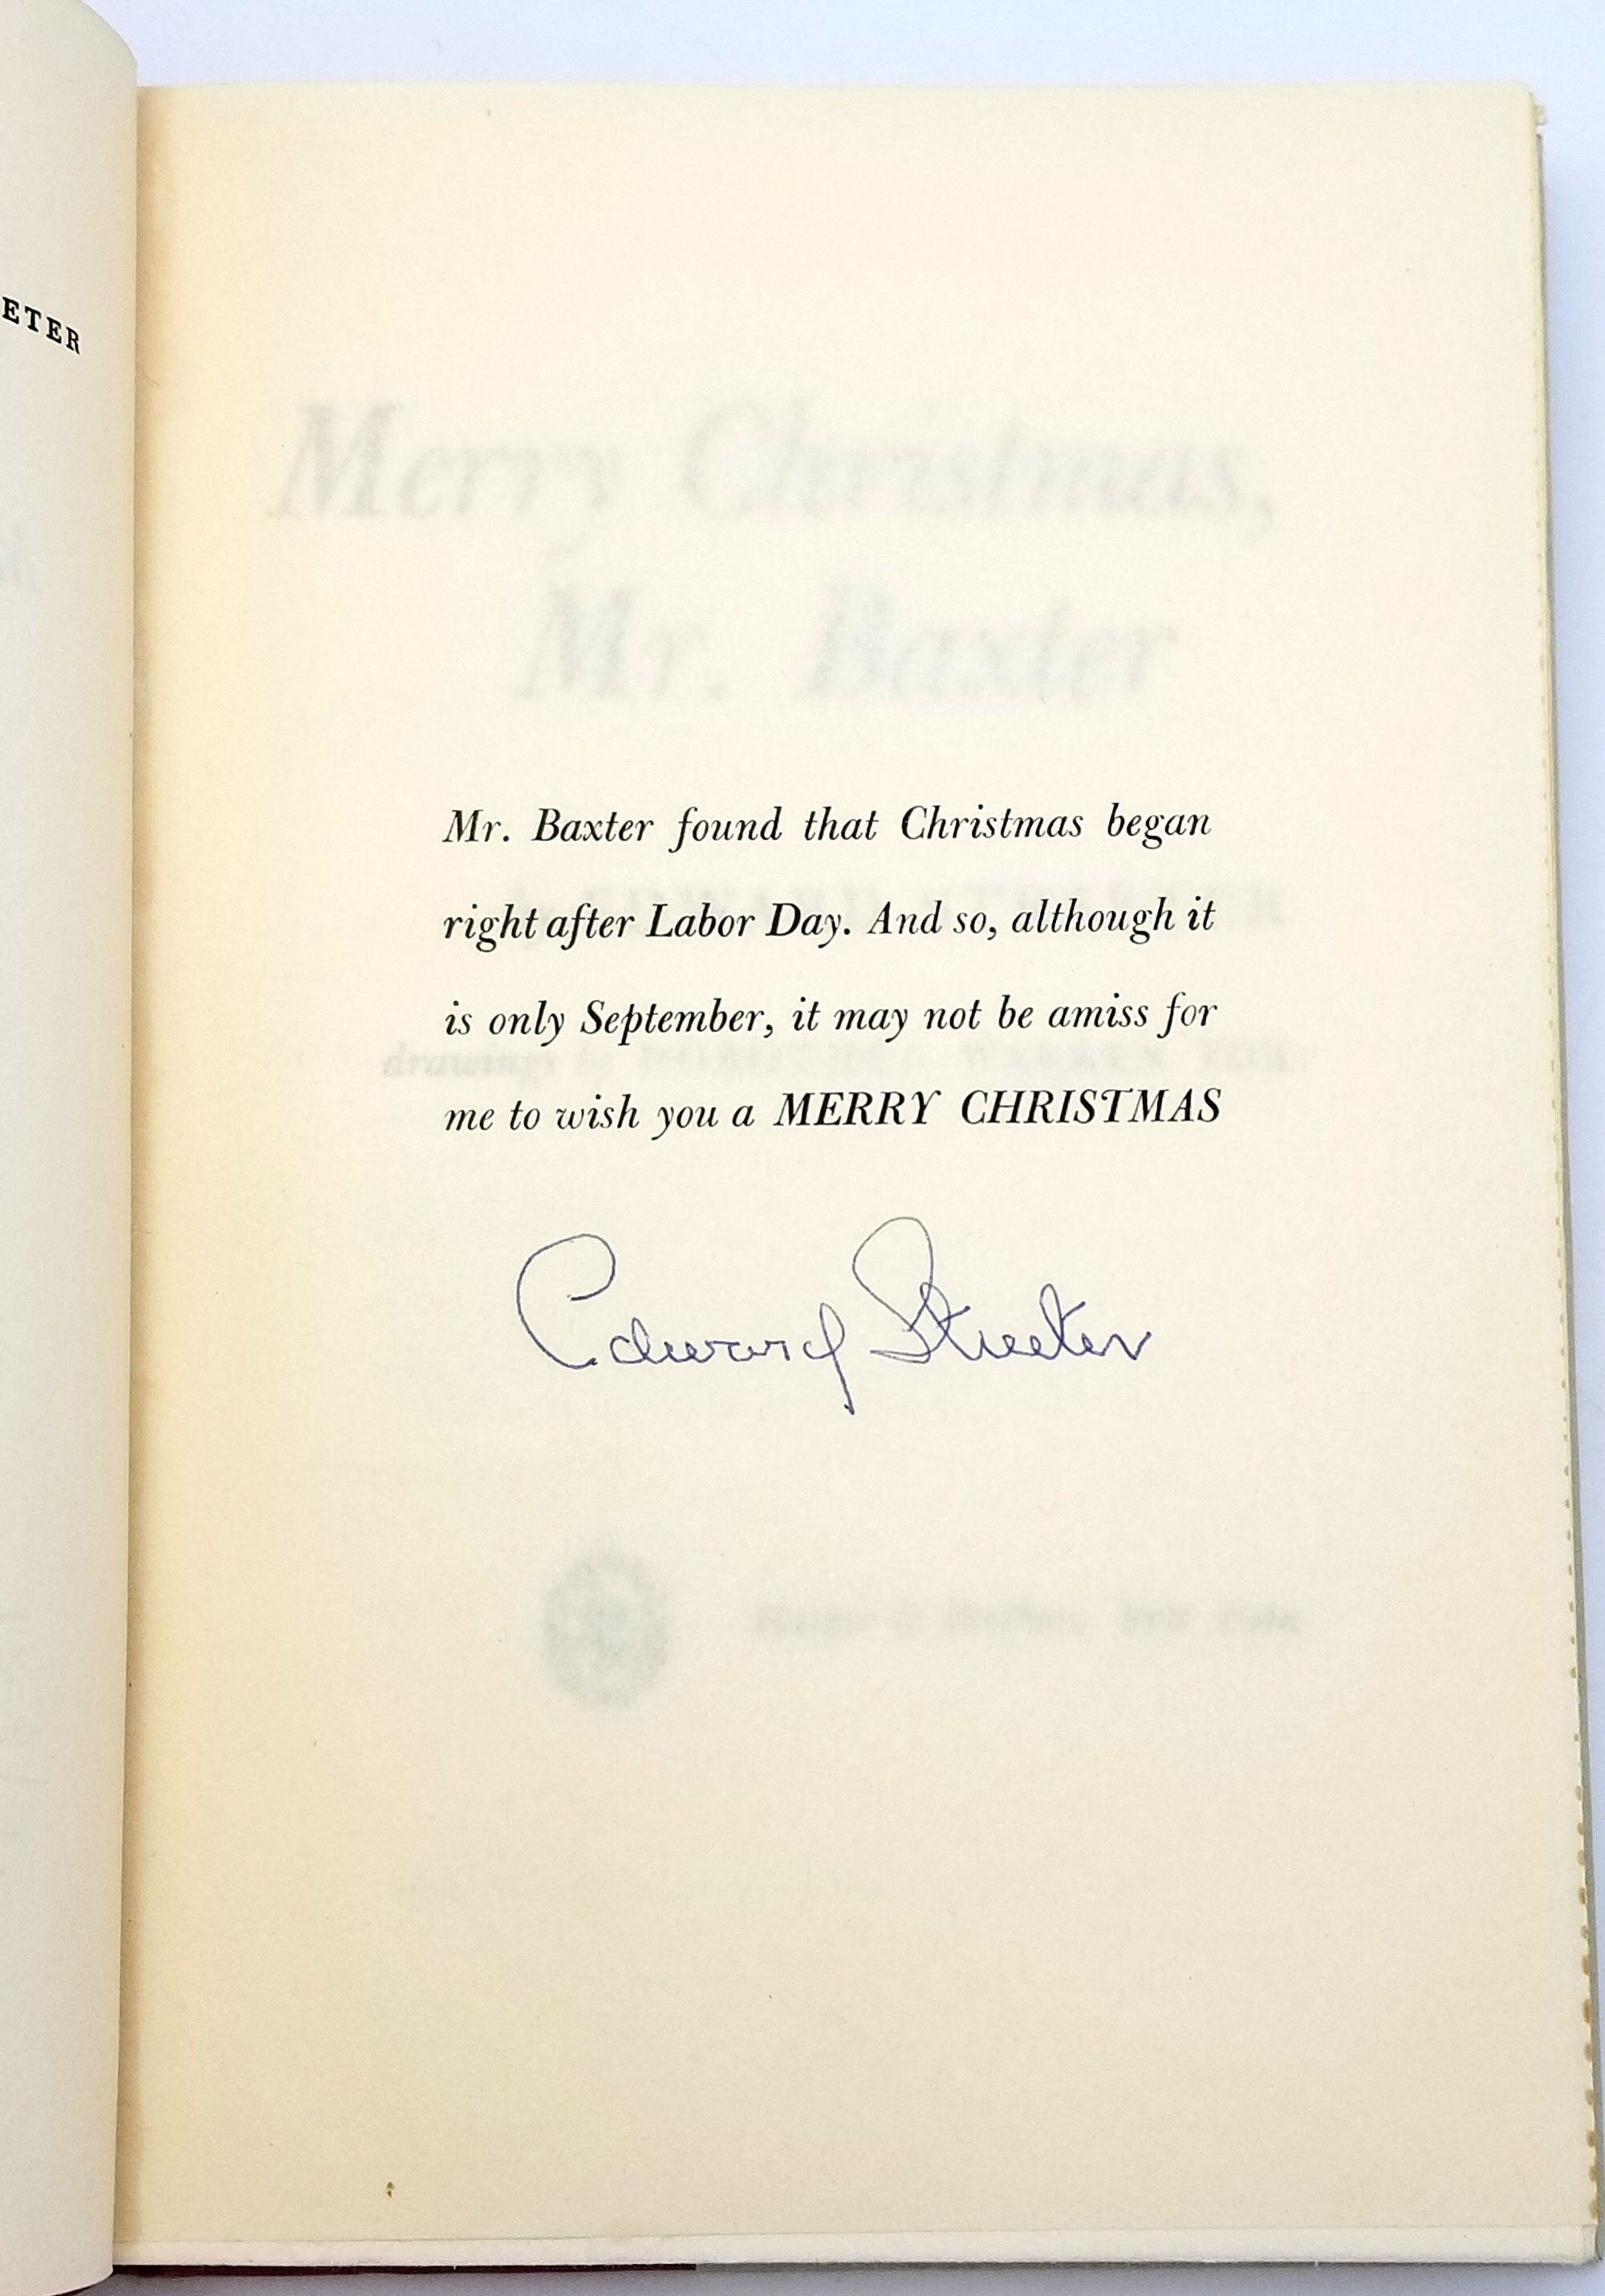 ETER
Merry Christmas,
Mr. Baxter
Mr. Baxter found that Christmas began
right after Labor Day. And so, although it
is only September, it may not be amiss for
me to wish you a MERRY CHRISTMAS
drawings
Edward Streeter